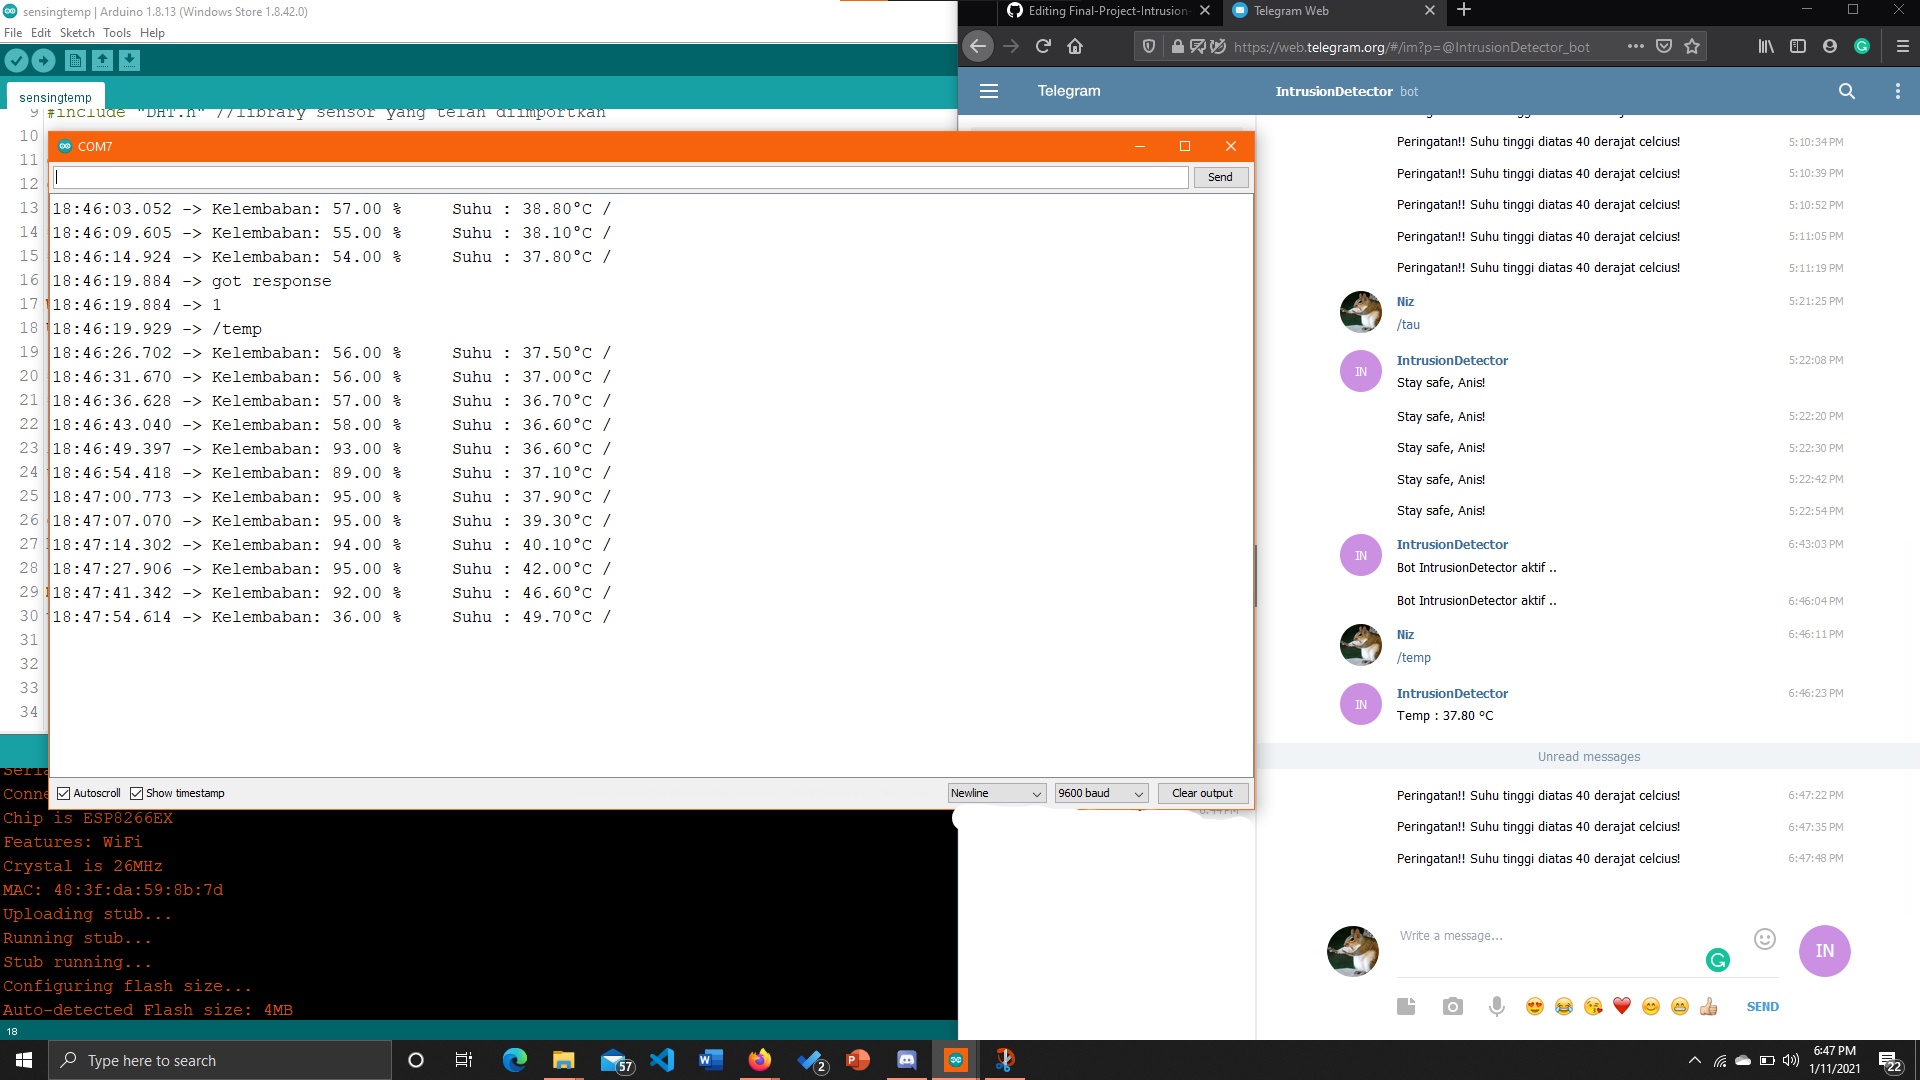 sensingtemp | Arduino 1.8.13 (Windows Store 1.8.42.0)
File Edit Sketch Tools Help
sensingtemp
9 #include "DHT.h" //library sensor yang telah diimportkan
10
11
12
13
14
15
16
17
18
19
20
21
22
23
24
25
26
27
28
29
30
31
32
33
34
COM7
Send
18:46:03.052 -> Kelembaban: 57.00 % Suhu : 38.80°C /
18:46:09.605 -> Kelembaban: 55.00 % Suhu : 38.10°C /
18:46:14.924 -> Kelembaban: 54.00 % Suhu : 37.80°C /
18:46:19.884 -> got response
18:46:19.884 -> 1
18:46:19.929 -> /temp
18:46:26.702 -> Kelembaban: 56.00 % Suhu : 37.50°C /
18:46:31.670 -> Kelembaban: 56.00 % Suhu : 37.00°C /
18:46:36.628 -> Kelembaban: 57.00 % Suhu : 36.70°C /
18:46:43.040 -> Kelembaban: 58.00 % Suhu : 36.60°C /
18:46:49.397 -> Kelembaban: 93.00 % Suhu : 36.60°C /
18:46:54.418 -> Kelembaban: 89.00 % Suhu : 37.10°C /
18:47:00.773 -> Kelembaban: 95.00 % Suhu : 37.90°C /
18:47:07.070 -> Kelembaban: 95.00 % Suhu : 39.30°C /
18:47:14.302 -> Kelembaban: 94.00 % Suhu : 40.10°C /
18:47:27.906 -> Kelembaban: 95.00 % Suhu : 42.00°C /
18:47:41.342 -> Kelembaban: 92.00 % Suhu : 46.60°C /
18:47:54.614 -> Kelembaban: 36.00 % Suhu : 49.70°C /
Autoscroll Show timestamp Newline 9600 baud Clear output
Chip is ESP8266EX
Features: WiFi
Crystal is 26MHz
MAC: 48:3f:da:59:8b:7d
Uploading stub...
Running stub...
Stub running...
Configuring flash size...
Auto-detected Flash size: 4MB
18
Editing Final-Project-Intrusion Telegram Web
https://web.telegram.org/#/im?p=@IntrusionDetector_bot
Telegram IntrusionDetector bot
Peringatan!! Suhu tinggi diatas 40 derajat celcius! 5:10:34 PM
Peringatan!! Suhu tinggi diatas 40 derajat celcius! 5:10:39 PM
Peringatan!! Suhu tinggi diatas 40 derajat celcius! 5:10:52 PM
Peringatan!! Suhu tinggi diatas 40 derajat celcius! 5:11:05 PM
Peringatan!! Suhu tinggi diatas 40 derajat celcius! 5:11:19 PM
Niz 5:21:25 PM
/tau
IN IntrusionDetector 5:22:08 PM
Stay safe, Anis!
Stay safe, Anis! 5:22:20 PM
Stay safe, Anis! 5:22:30 PM
Stay safe, Anis! 5:22:42 PM
Stay safe, Anis! 5:22:54 PM
IN IntrusionDetector 6:43:03 PM
Bot IntrusionDetector aktif ..
Bot IntrusionDetector aktif .. 6:46:04 PM
Niz 6:46:11 PM
/temp
IN IntrusionDetector 6:46:23 PM
Temp : 37.80 ºC
Unread messages
Peringatan!! Suhu tinggi diatas 40 derajat celcius! 6:47:22 PM
Peringatan!! Suhu tinggi diatas 40 derajat celcius! 6:47:35 PM
Peringatan!! Suhu tinggi diatas 40 derajat celcius! 6:47:48 PM
Write a message...
IN
SEND
Type here to search
57
2
6:47 PM
1/11/2021
22